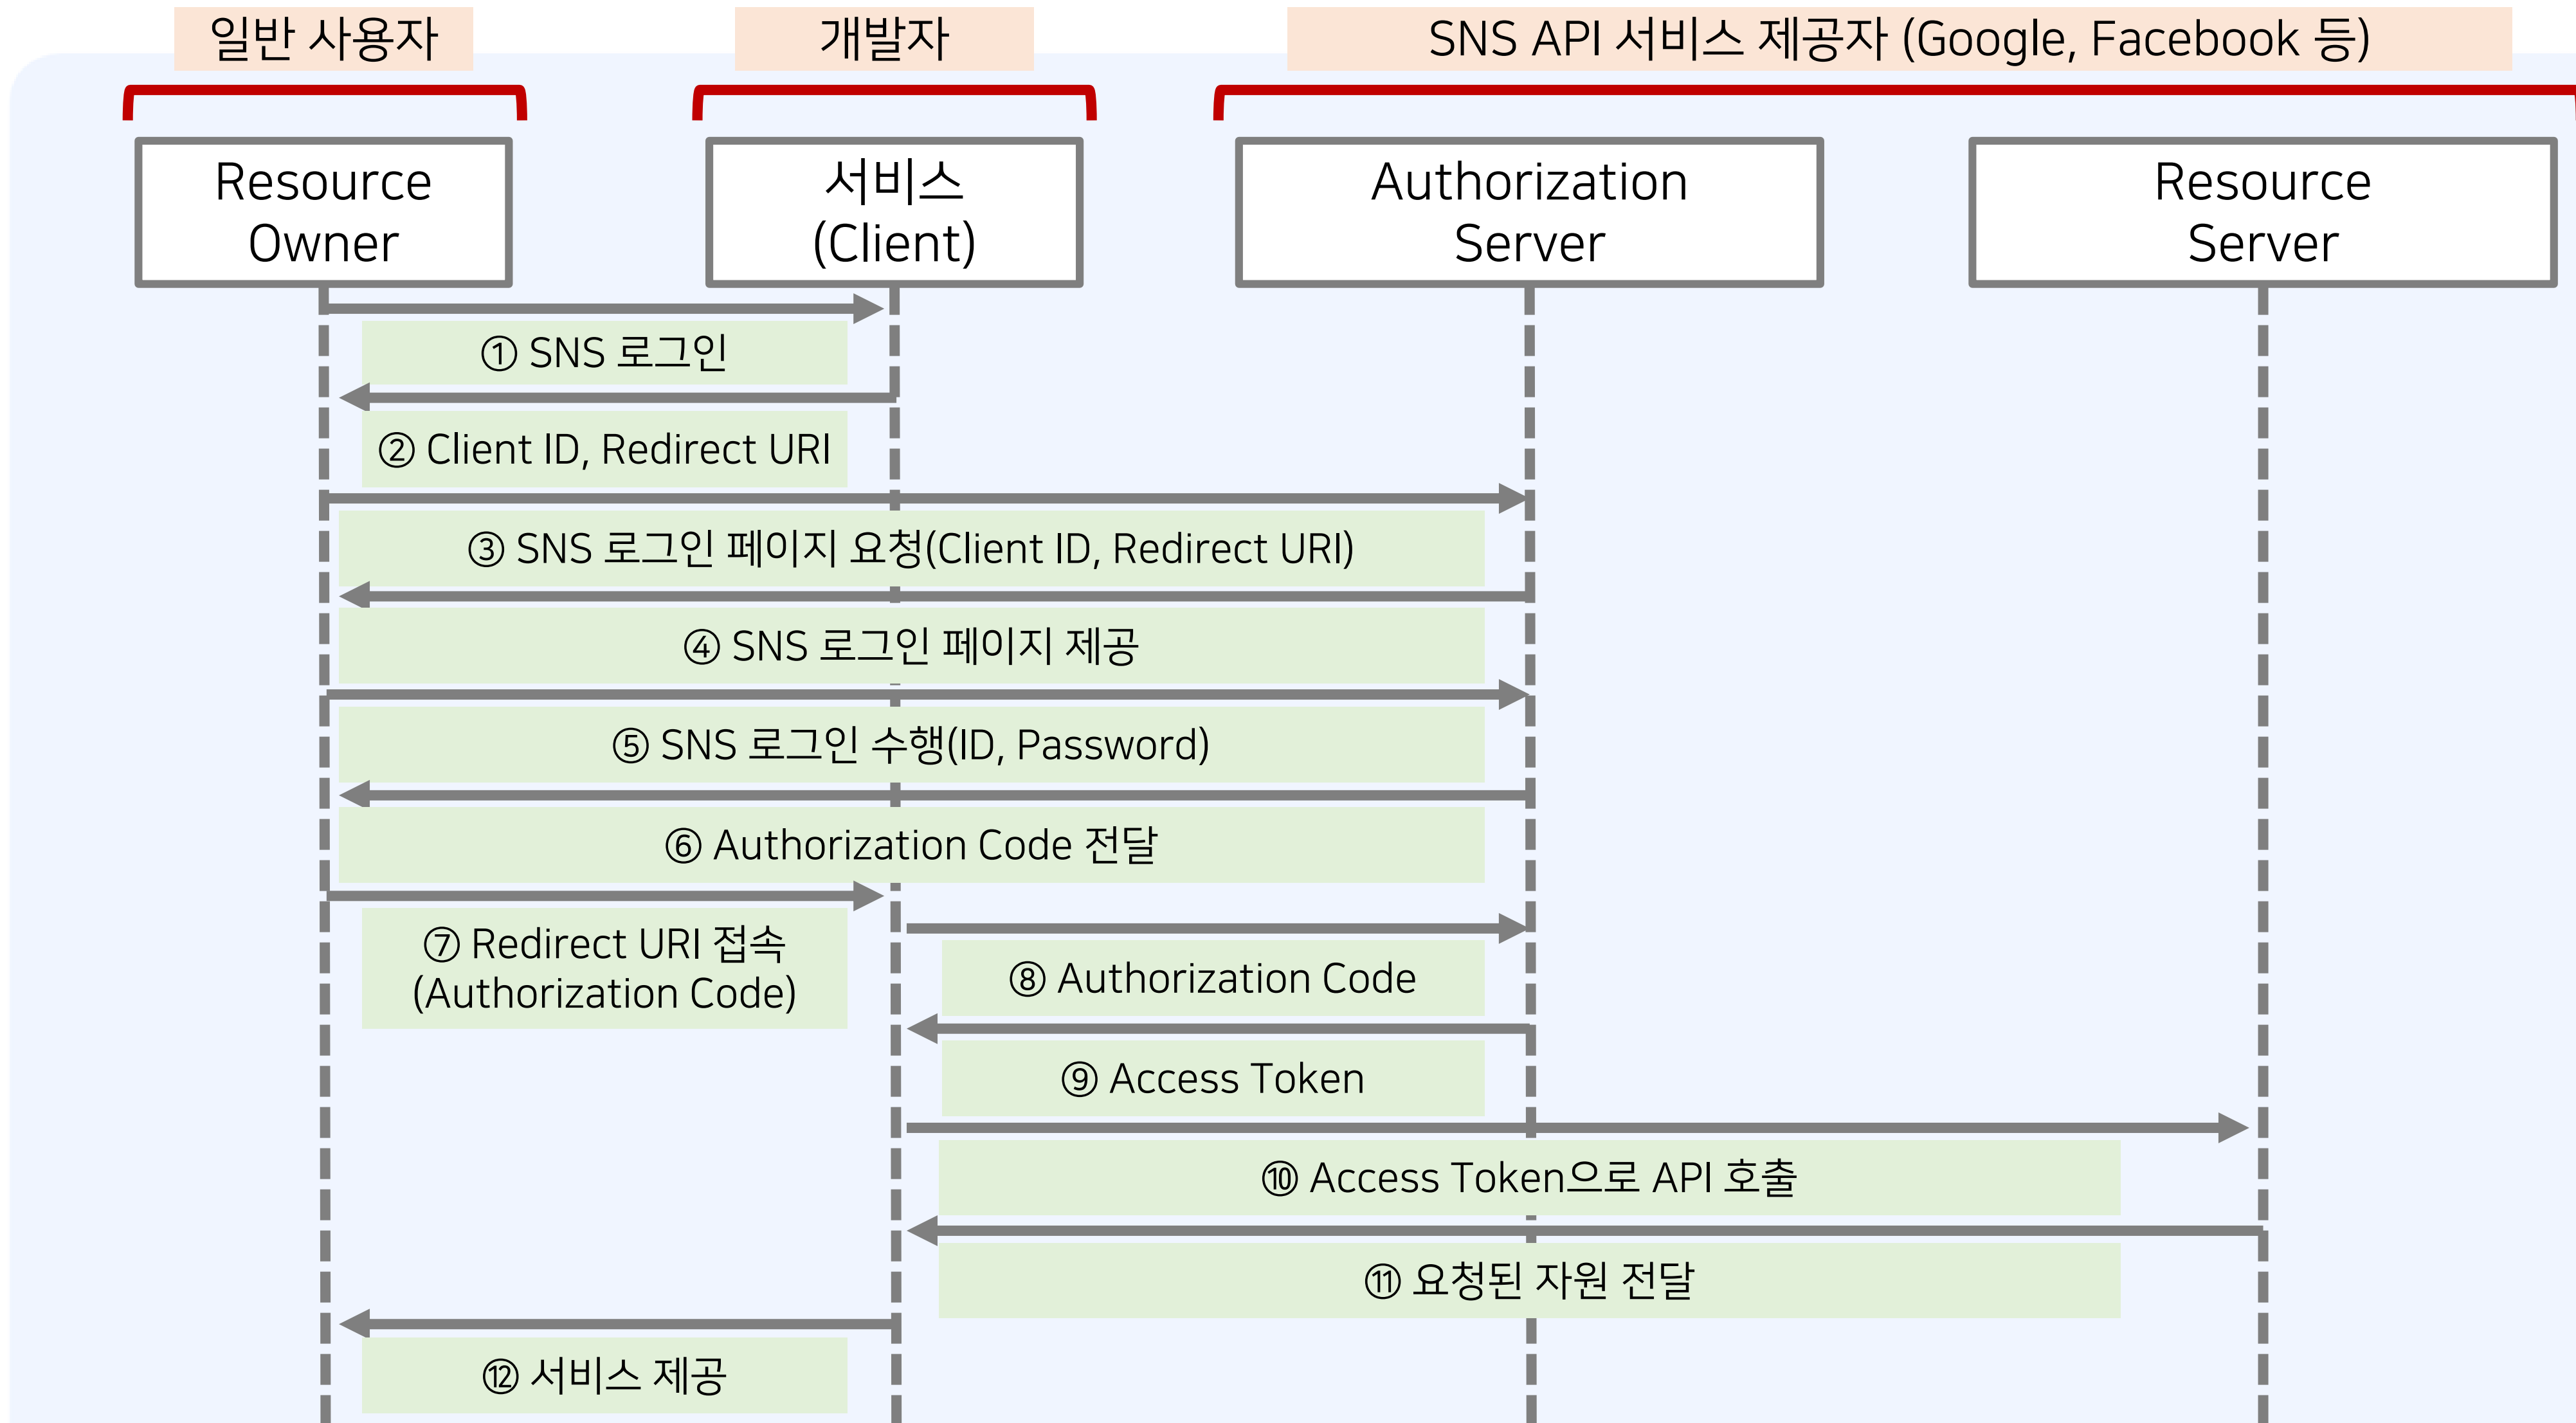 일반 사용자
개발자
SNS API 서비스 제공자 (Google, Facebook 등)
Resource
Owner
서비스
(Client)
Authorization
Server
Resource
Server
① SNS 로그인
② Client ID, Redirect URI
③ SNS 로그인 페이지 요청(Client ID, Redirect URI)
④ SNS 로그인 페이지 제공
⑤ SNS 로그인 수행(ID, Password)
⑥ Authorization Code 전달
⑦ Redirect URI 접속
(Authorization Code)
⑧ Authorization Code
⑨ Access Token
⑩ Access Token으로 API 호출
⑪ 요청된 자원 전달
⑫ 서비스 제공